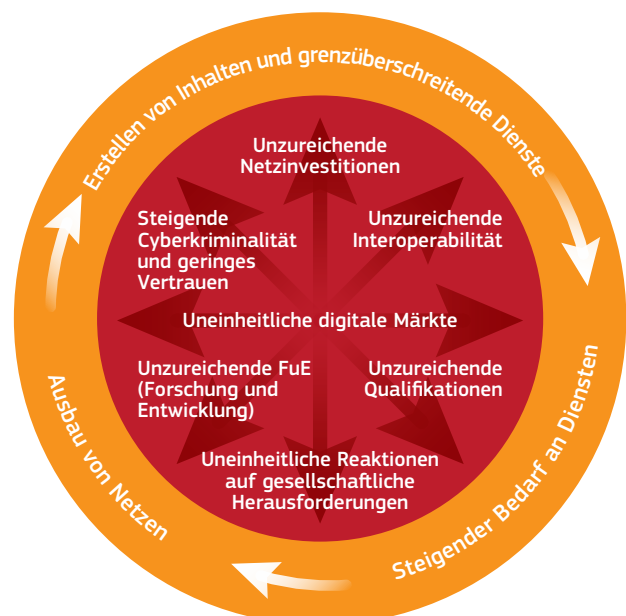 Erstellen von Inhalten und grenzüberschreitende Dienste
Unzureichende
Netzinvestitionen
Steigende
Cyberkriminalität
und geringes
Vertrauen
Unzureichende
Interoperabilität
Uneinheitliche digitale Märkte
Unzureichende FuE
(Forschung und
Entwicklung)
Unzureichende
Qualifikationen
Uneinheitliche Reaktionen
auf gesellschaftliche
Herausforderungen
Steigender Bedarf an Diensten
Ausbau von Netzen